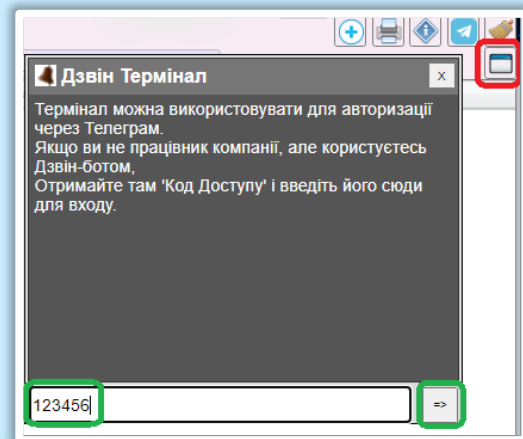 Дзвін Термінал
X
Термінал можна використовувати для авторизації
через Телеграм.
Якщо ви не працівник компанії, але користуєтесь
Дзвін-ботом,
Отримайте там 'Код Доступу' і введіть його сюди
для входу.
123456
=>